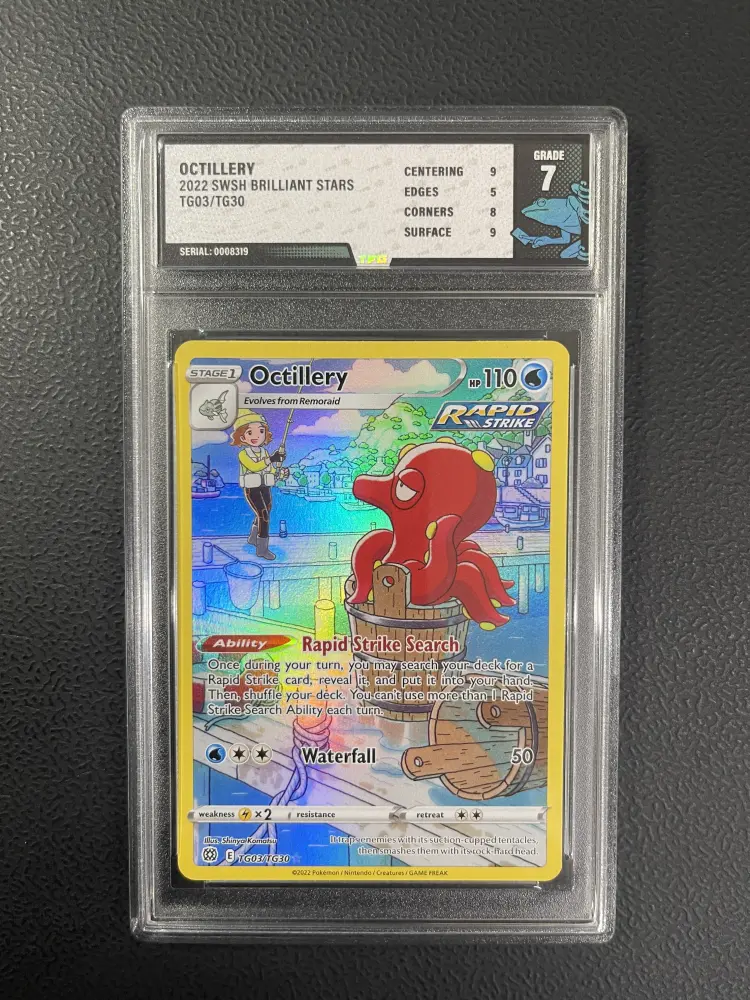 OCTILLERY
2022 SWSH BRILLIANT STARS
TG03/TG30
CENTERING 9
EDGES 5
CORNERS 8
SURFACE 9
GRADE
7
SERIAL: 0008319
STAGE 1 Octillery HP 110
Evolves from Remoraid
RAPID
STRIKE
Ability Rapid Strike Search
Once during your turn, you may search your deck for a
Rapid Strike card, reveal it, and put it into your hand.
Then, shuffle your deck. You can't use more than 1 Rapid
Strike Search Ability each turn.
Waterfall 50
weakness ×2 resistance retreat
Illus. Shinya Komatsu
It trap enemies with its suction-cupped tentacles,
then smashes them with its rock-hard head.
E TG03/TG30
©2022 Pokémon / Nintendo / Creatures / GAME FREAK